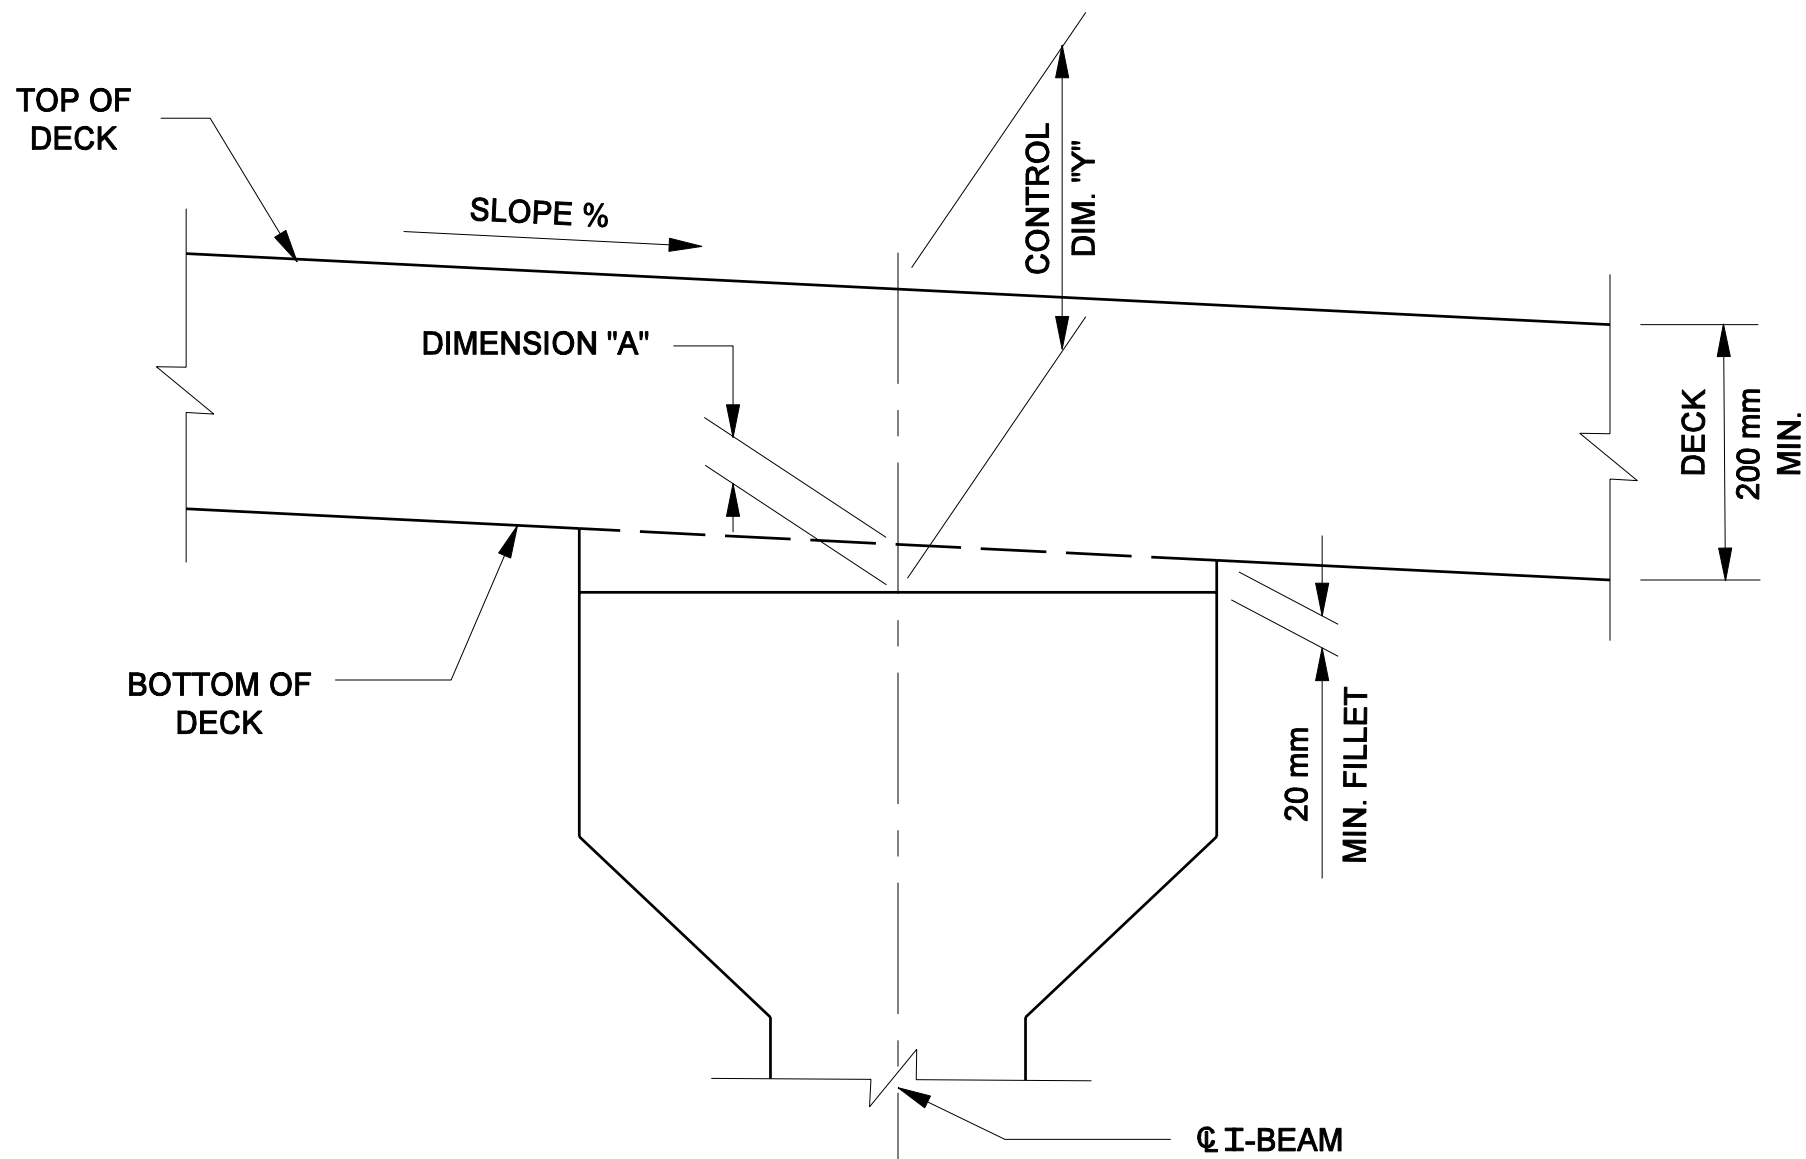 TOP OF
DECK
SLOPE %
CONTROL
DIM. "Y"
DIMENSION "A"
DECK
200 mm
MIN.
BOTTOM OF
DECK
20 mm
MIN. FILLET
℄ I-BEAM